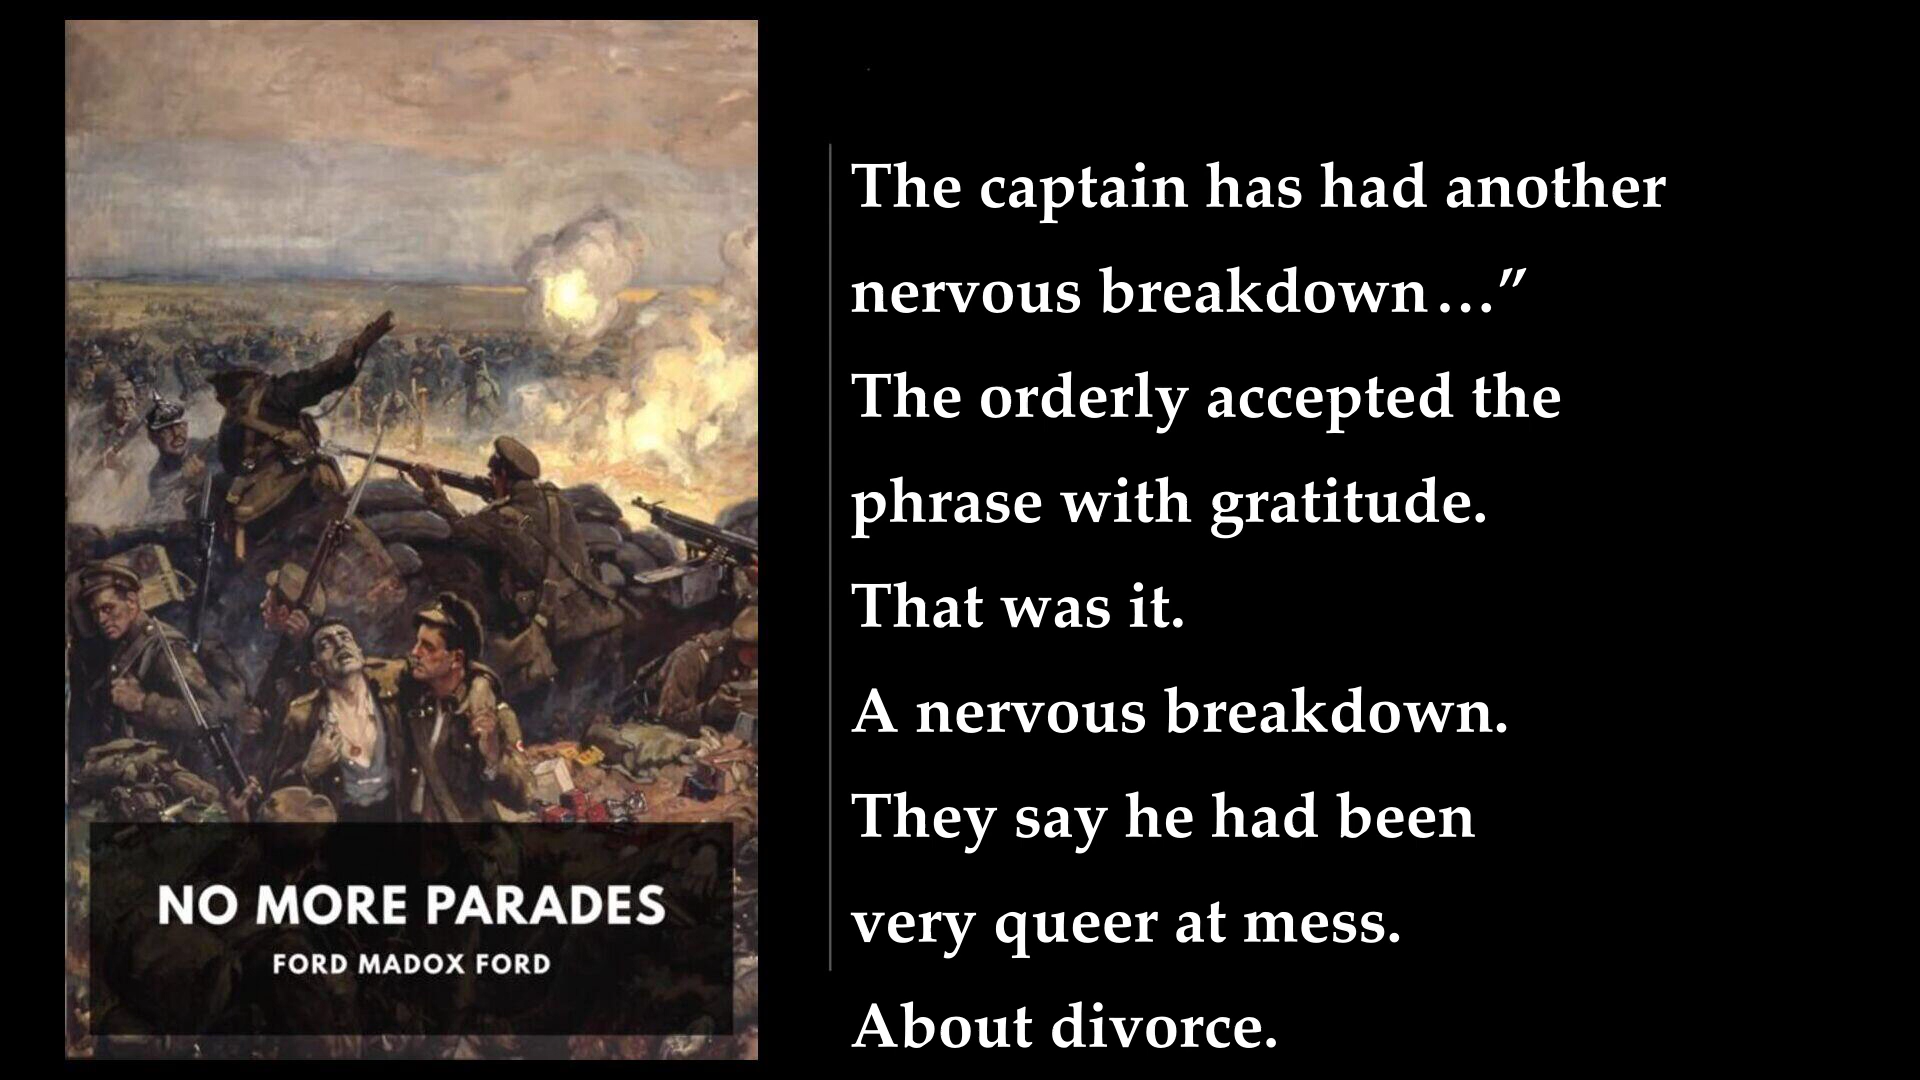 NO MORE PARADES
FORD MADOX FORD
The captain has had another
nervous breakdown…”
The orderly accepted the
phrase with gratitude.
That was it.
A nervous breakdown.
They say he had been
very queer at mess.
About divorce.